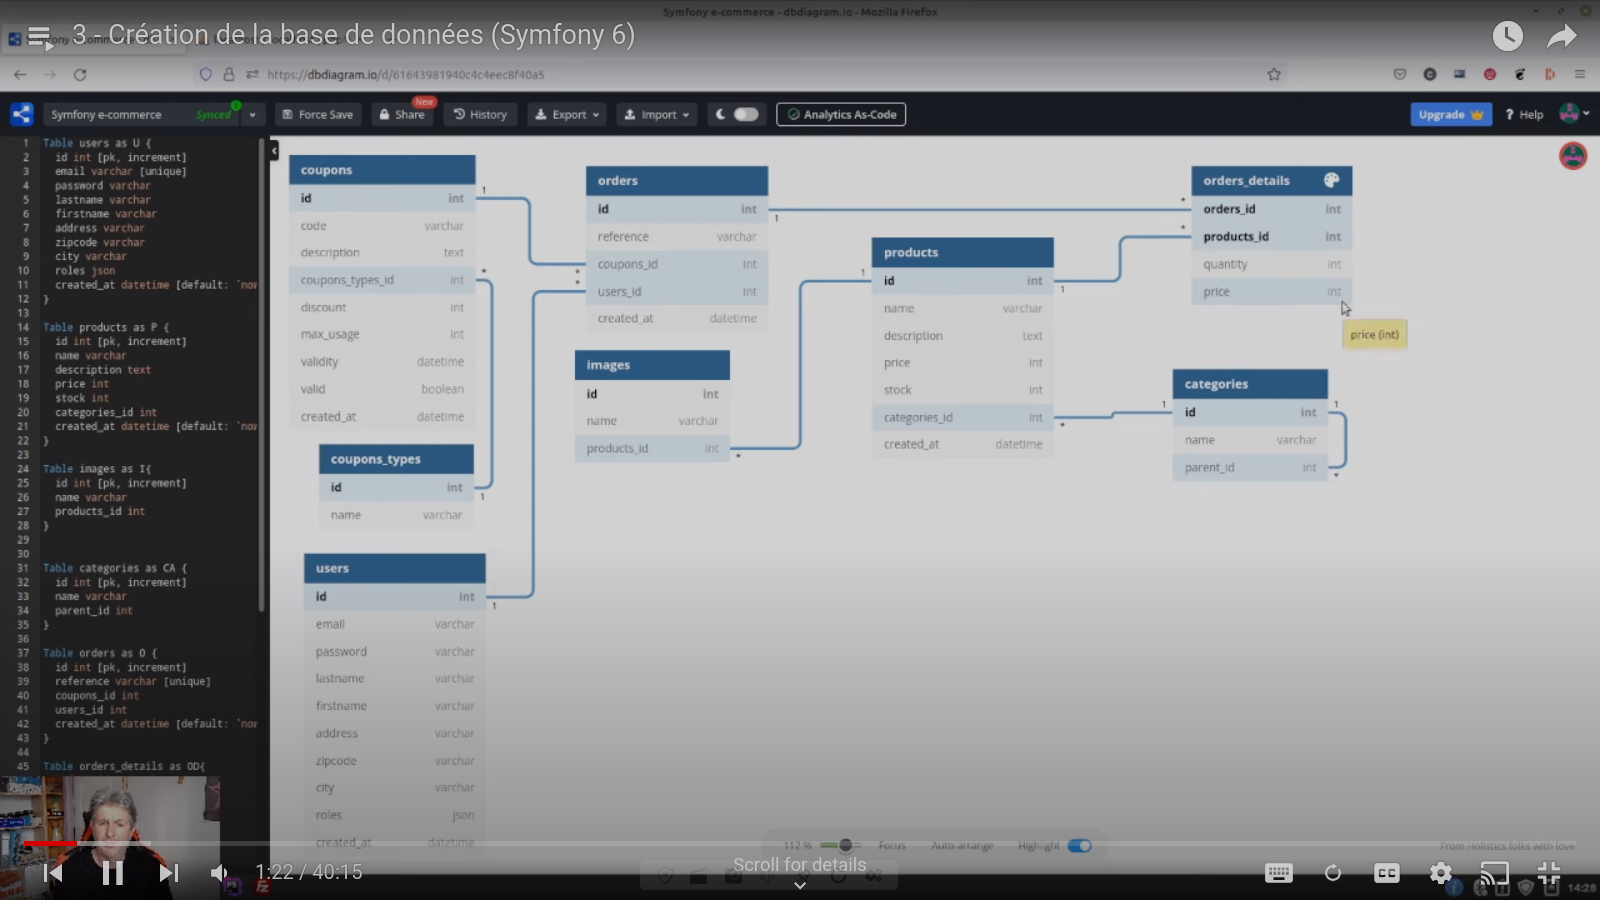 Symfony e-commerce - dbdiagram.io - Mozilla Firefox
3 - Création de la base de données (Symfony 6)
https://dbdiagram.io/d/61643981940c4c4eec8f40a5
Symfony e-commerce
Synced
Force Save
Share
New
History
Export
Import
Analytics As-Code
Upgrade
? Help
1 Table users as U {
2 id int [pk, increment]
3 email varchar [unique]
4 password varchar
5 lastname varchar
6 firstname varchar
7 address varchar
8 zipcode varchar
9 city varchar
10 roles json
11 created_at datetime [default: `now
12 }
13
14 Table products as P {
15 id int [pk, increment]
16 name varchar
17 description text
18 price int
19 stock int
20 categories_id int
21 created_at datetime [default: `now
22 }
23
24 Table images as I{
25 id int [pk, increment]
26 name varchar
27 products_id int
28 }
29
30
31 Table categories as CA {
32 id int [pk, increment]
33 name varchar
34 parent_id int
35 }
36
37 Table orders as O {
38 id int [pk, increment]
39 reference varchar [unique]
40 coupons_id int
41 users_id int
42 created_at datetime [default: `now
43 }
44
45 Table orders_details as OD{
coupons
id int
code varchar
description text
coupons_types_id int
discount int
max_usage int
validity datetime
valid boolean
created_at datetime
coupons_types
id int
name varchar
users
id int
email varchar
password varchar
lastname varchar
firstname varchar
address varchar
zipcode varchar
city varchar
roles json
created_at datetime
orders
id int
reference varchar
coupons_id int
users_id int
created_at datetime
images
id int
name varchar
products_id int
products
id int
name varchar
description text
price int
stock int
categories_id int
created_at datetime
orders_details
orders_id int
products_id int
quantity int
price int
price (int)
categories
id int
name varchar
parent_id int
1
*
*
*
1
1
1
*
1
1
*
*
*
1
1
*
112 %
Focus
Auto-arrange
Highlight
From Holistics folks with love
1:22 / 40:15
Scroll for details
CC
14:28